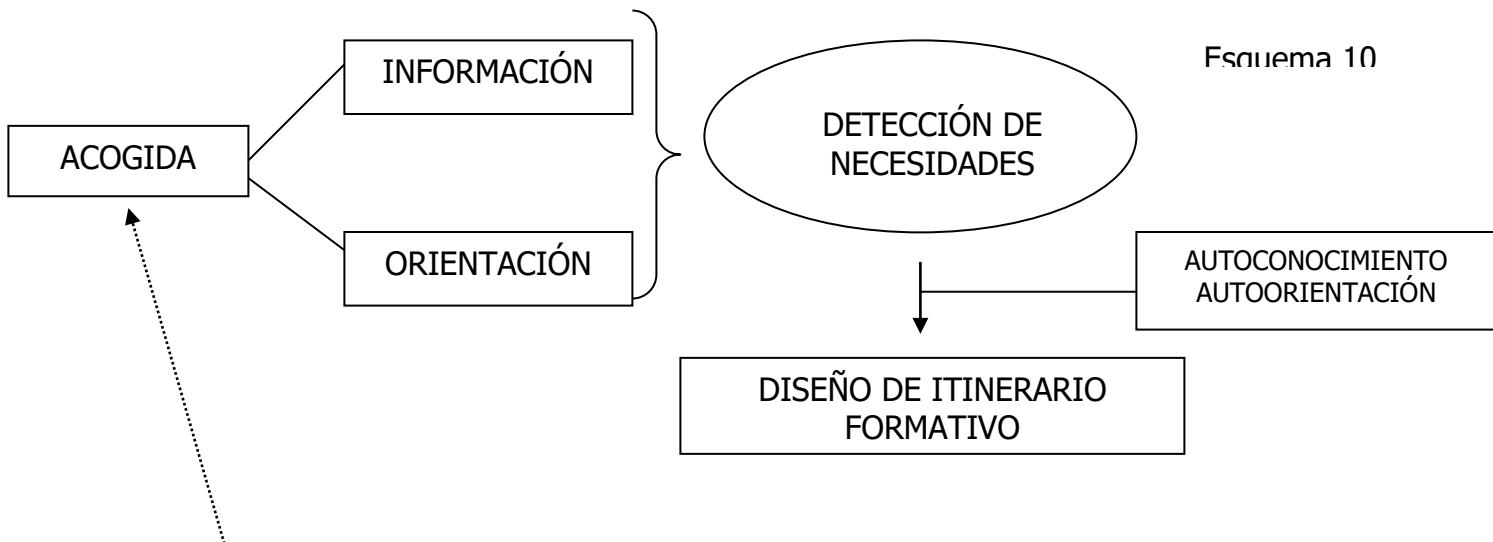 INFORMACIÓN
Esquema 10
ACOGIDA
DETECCIÓN DE
NECESIDADES
ORIENTACIÓN
AUTOCONOCIMIENTO
AUTOORIENTACIÓN
DISEÑO DE ITINERARIO
FORMATIVO